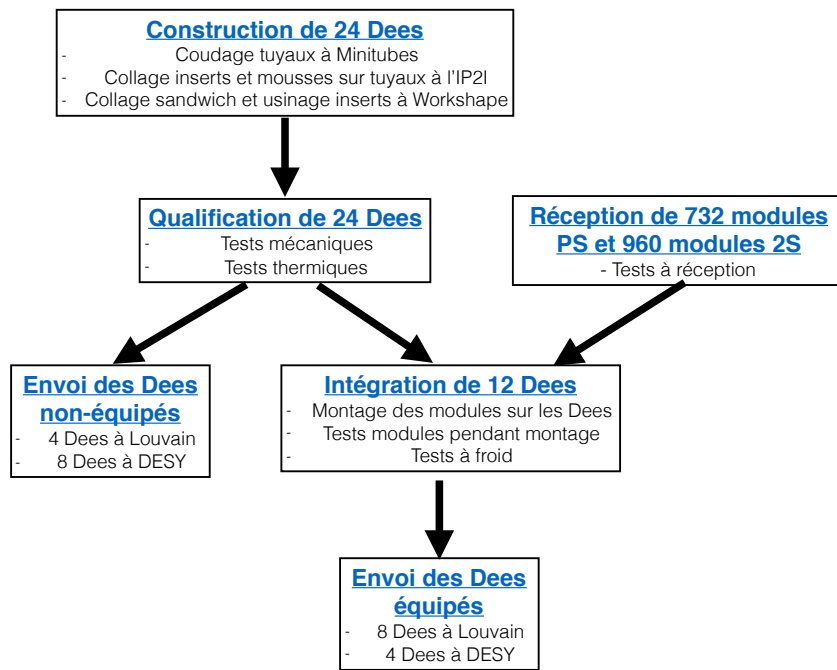 Construction de 24 Dees
- Coudage tuyaux à Minitubes
- Collage inserts et mousses sur tuyaux à l'IP2I
- Collage sandwich et usinage inserts à Workshape
Qualification de 24 Dees
- Tests mécaniques
- Tests thermiques
Réception de 732 modules
PS et 960 modules 2S
- Tests à réception
Envoi des Dees
non-équipés
- 4 Dees à Louvain
- 8 Dees à DESY
Intégration de 12 Dees
- Montage des modules sur les Dees
- Tests modules pendant montage
- Tests à froid
Envoi des Dees
équipés
- 8 Dees à Louvain
- 4 Dees à DESY